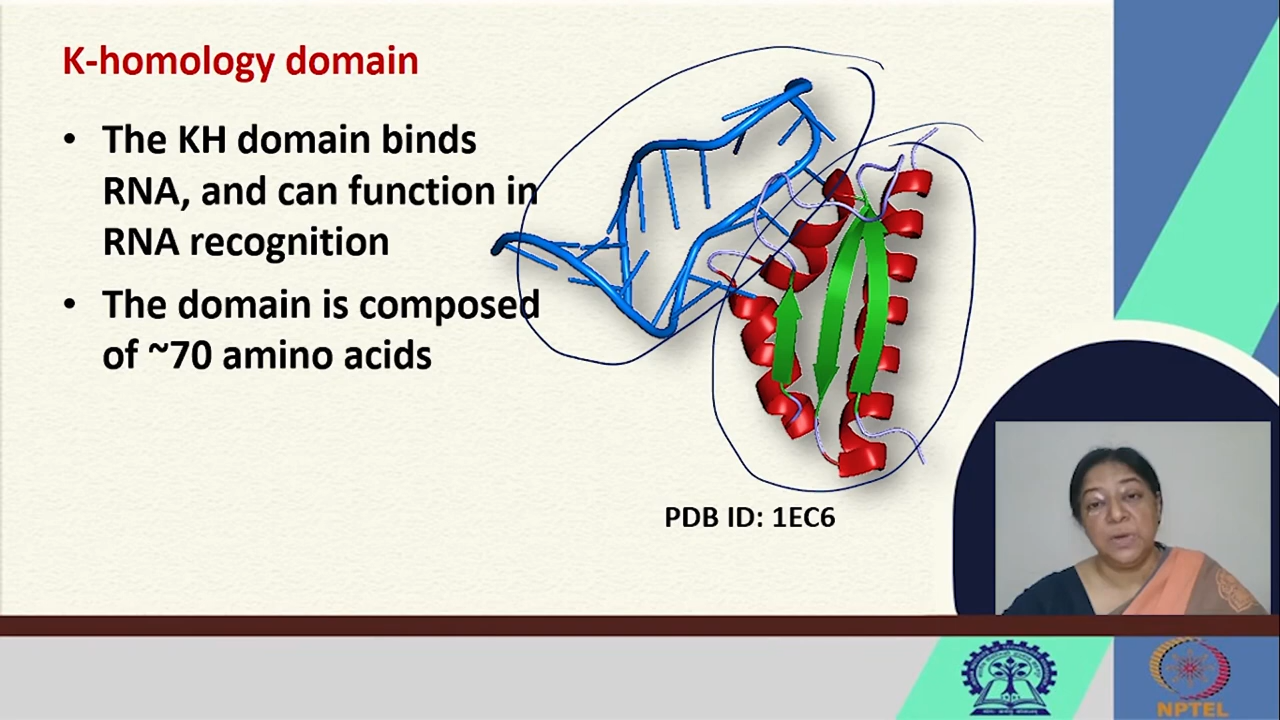 K-homology domain
• The KH domain binds
RNA, and can function in
RNA recognition
• The domain is composed
of ~70 amino acids
PDB ID: 1EC6
NPTEL